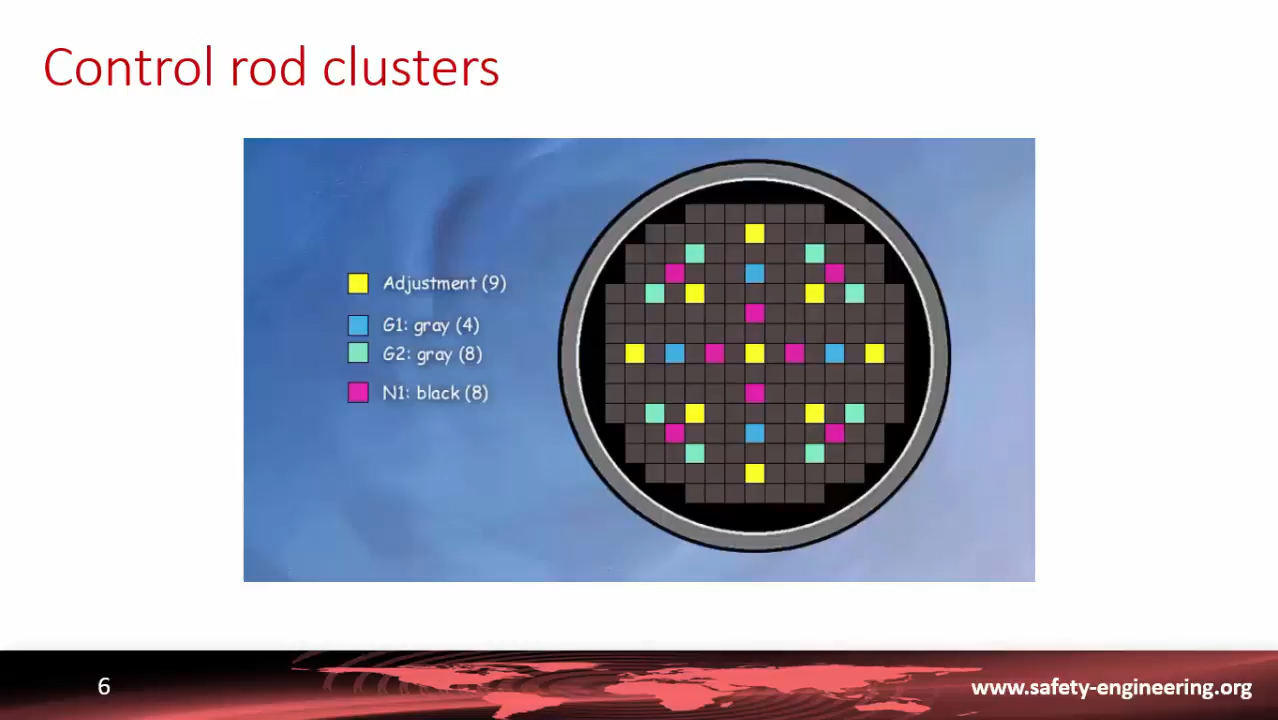 Control rod clusters
Adjustment (9)
G1: gray (4)
G2: gray (8)
N1: black (8)
6
www.safety-engineering.org